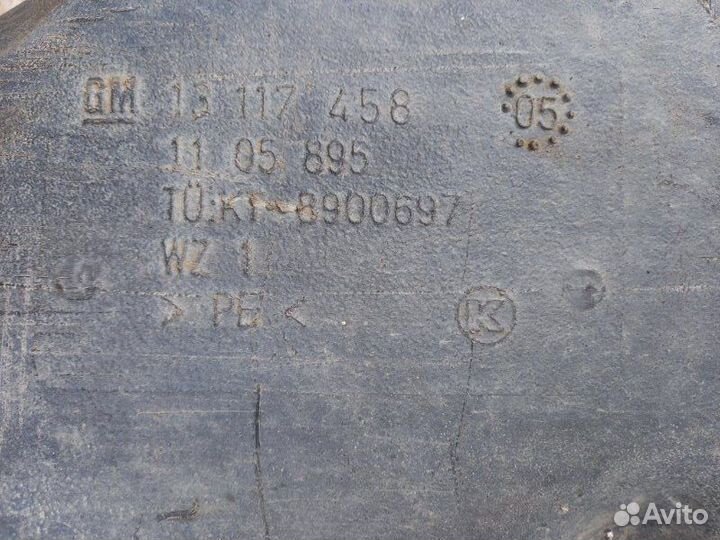 GM 13 117 458
05
11 05 895
TÜ:KT-8900697
WZ 1
> PE <
K
Avito